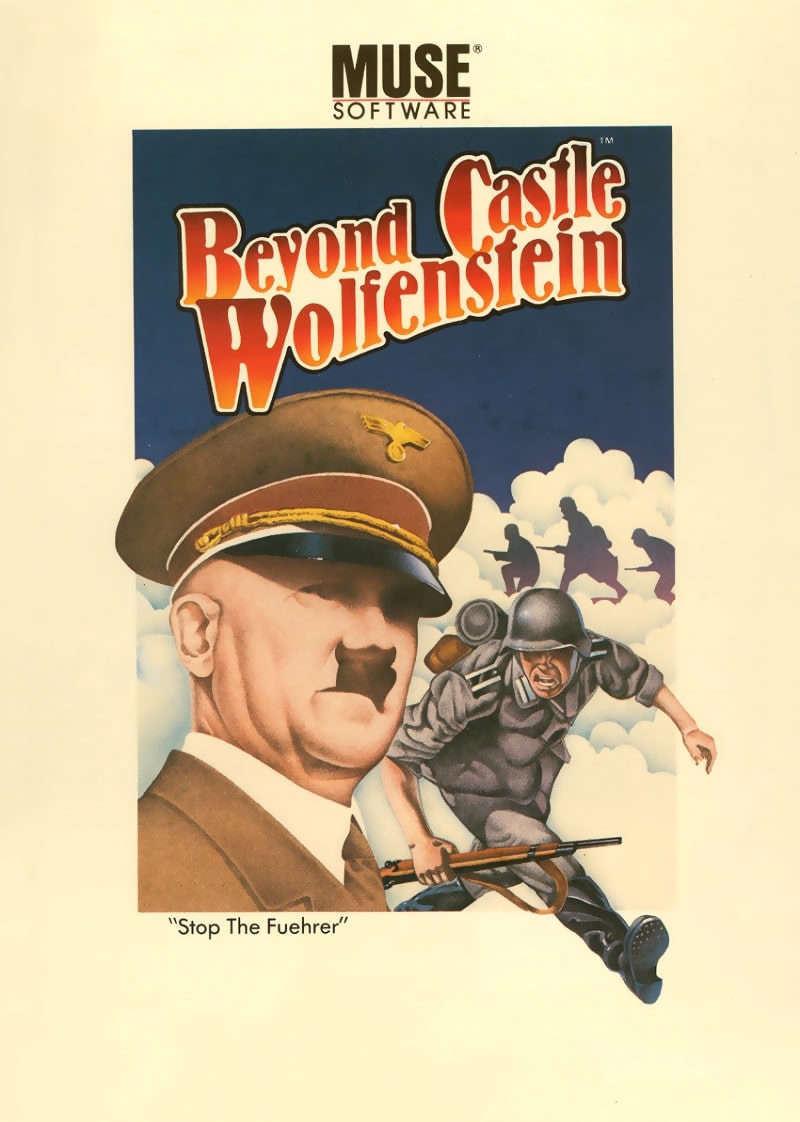 MUSE®
SOFTWARE
™
Beyond Castle
Wolfenstein
"Stop The Fuehrer"